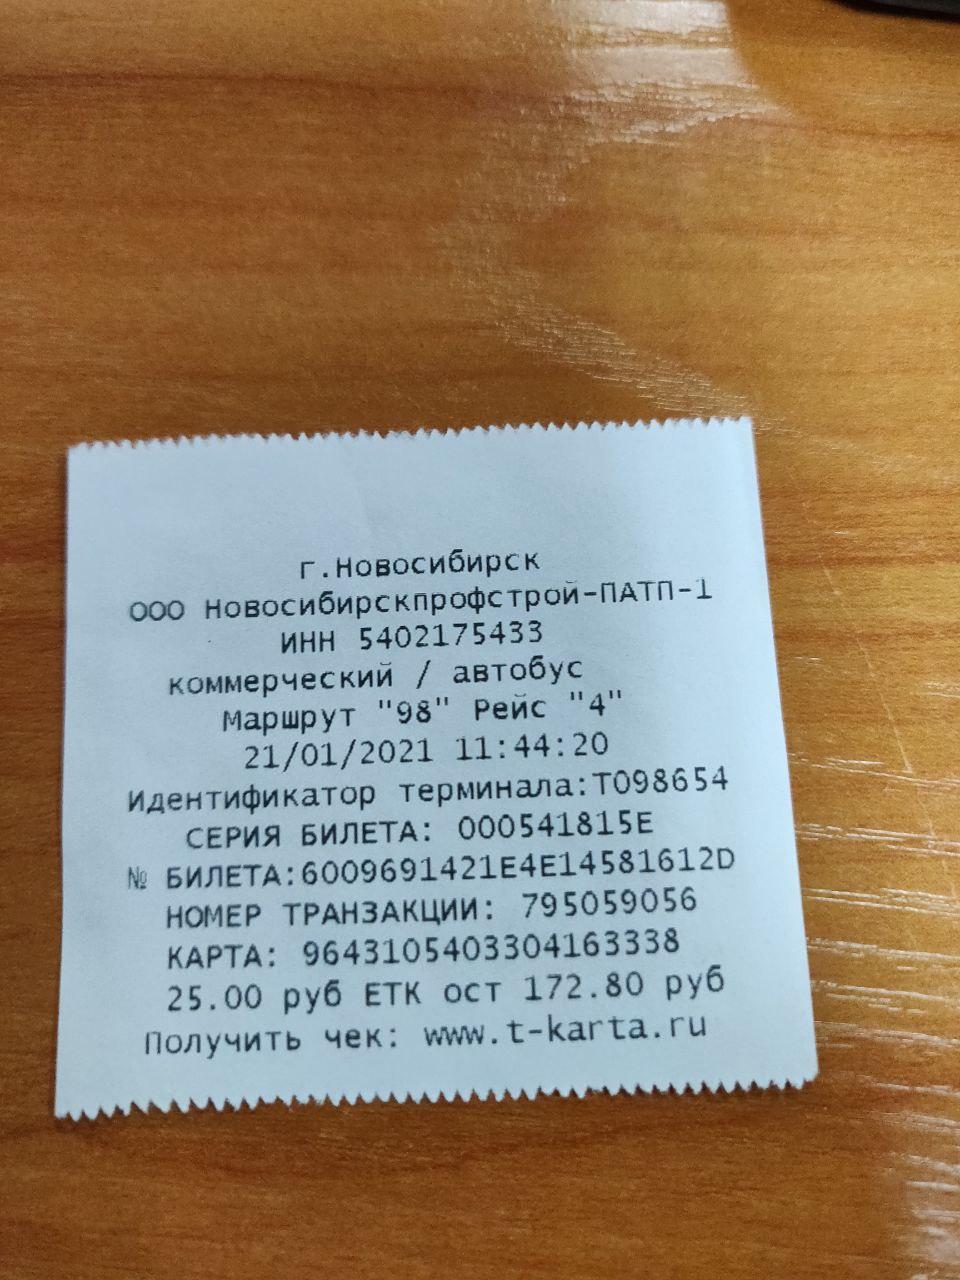 г.Новосибирск
ООО Новосибирскпрофстрой-ПАТП-1
ИНН 5402175433
коммерческий / автобус
Маршрут "98" Рейс "4"
21/01/2021 11:44:20
Идентификатор терминала:Т098654
СЕРИЯ БИЛЕТА: 000541815E
№ БИЛЕТА:6009691421E4E14581612D
НОМЕР ТРАНЗАКЦИИ: 795059056
КАРТА: 9643105403304163338
25.00 руб ЕТК ост 172.80 руб
Получить чек: www.t-karta.ru